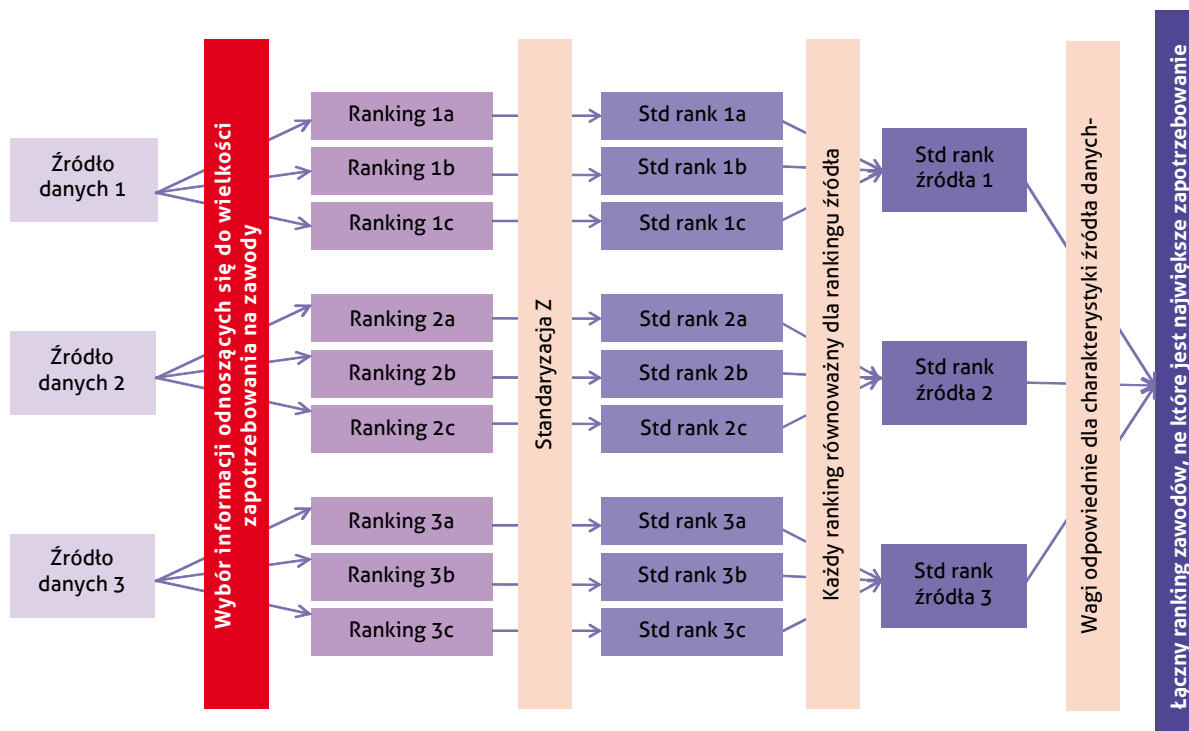 Źródło
danych 1
Źródło
danych 2
Źródło
danych 3
Wybór informacji odnoszących się do wielkości
zapotrzebowania na zawody
Ranking 1a
Ranking 1b
Ranking 1c
Ranking 2a
Ranking 2b
Ranking 2c
Ranking 3a
Ranking 3b
Ranking 3c
Standaryzacja Z
Std rank 1a
Std rank 1b
Std rank 1c
Std rank 2a
Std rank 2b
Std rank 2c
Std rank 3a
Std rank 3b
Std rank 3c
Każdy ranking równoważny dla rankingu źródła
Std rank
źródła 1
Std rank
źródła 2
Std rank
źródła 3
Wagi odpowiednie dla charakterystyki źródła danych-
Łączny ranking zawodów, ne które jest największe zapotrzebowanie